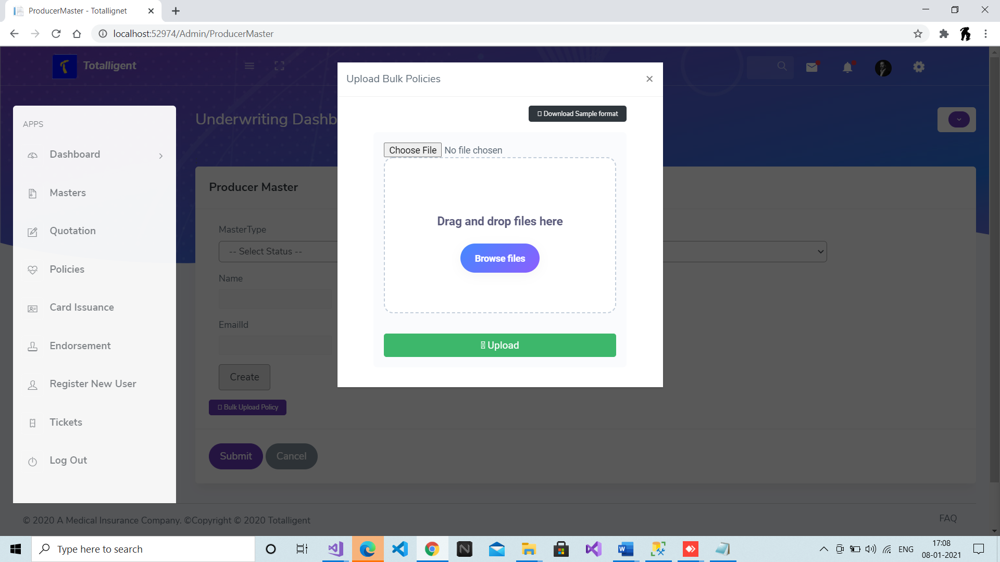 ProducerMaster - Totallignet
localhost:52974/Admin/ProducerMaster
Totalligent
Upload Bulk Policies
Download Sample format
Choose File No file chosen
Drag and drop files here
Browse files
Upload
APPS
Dashboard
Masters
Quotation
Policies
Card Issuance
Endorsement
Register New User
Tickets
Log Out
Underwriting Dashb
Producer Master
MasterType
-- Select Status --
Name
EmailId
Create
Bulk Upload Policy
Submit Cancel
© 2020 A Medical Insurance Company. ©Copyright © 2020 Totalligent
FAQ
Type here to search
ENG
17:08
08-01-2021